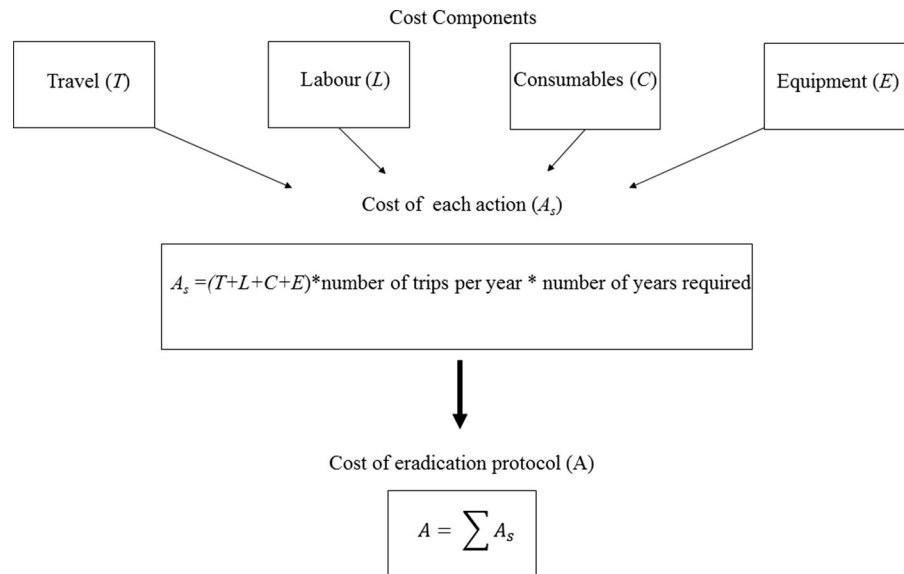 Cost Components
Travel (T)
Labour (L)
Consumables (C)
Equipment (E)
Cost of each action (Aₛ)
Aₛ =(T+L+C+E)*number of trips per year * number of years required
Cost of eradication protocol (A)
A = ∑ Aₛ